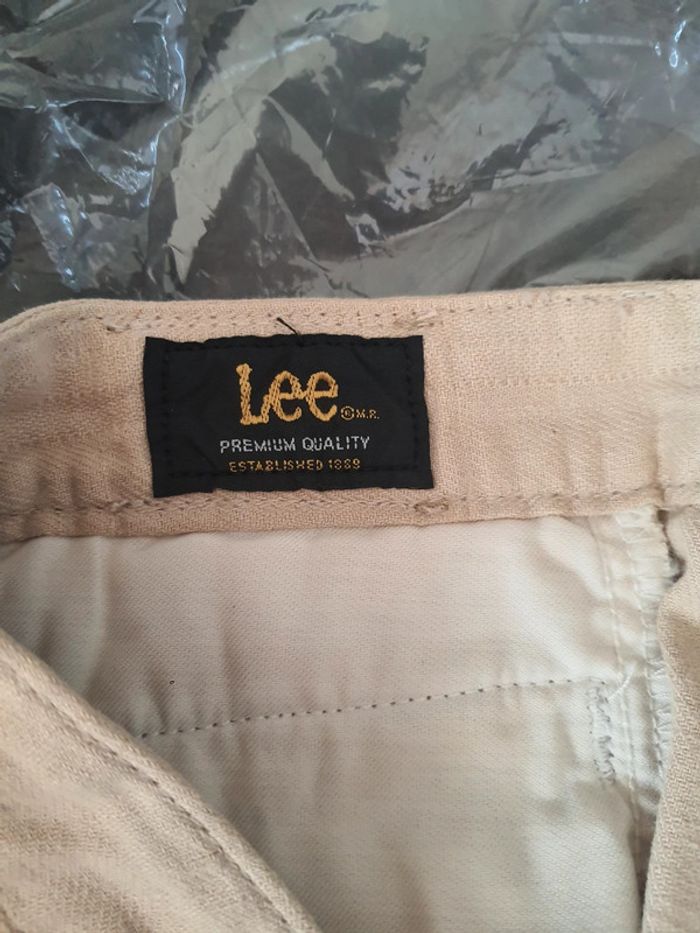 Lee ® M.R.
PREMIUM QUALITY
ESTABLISHED 1889